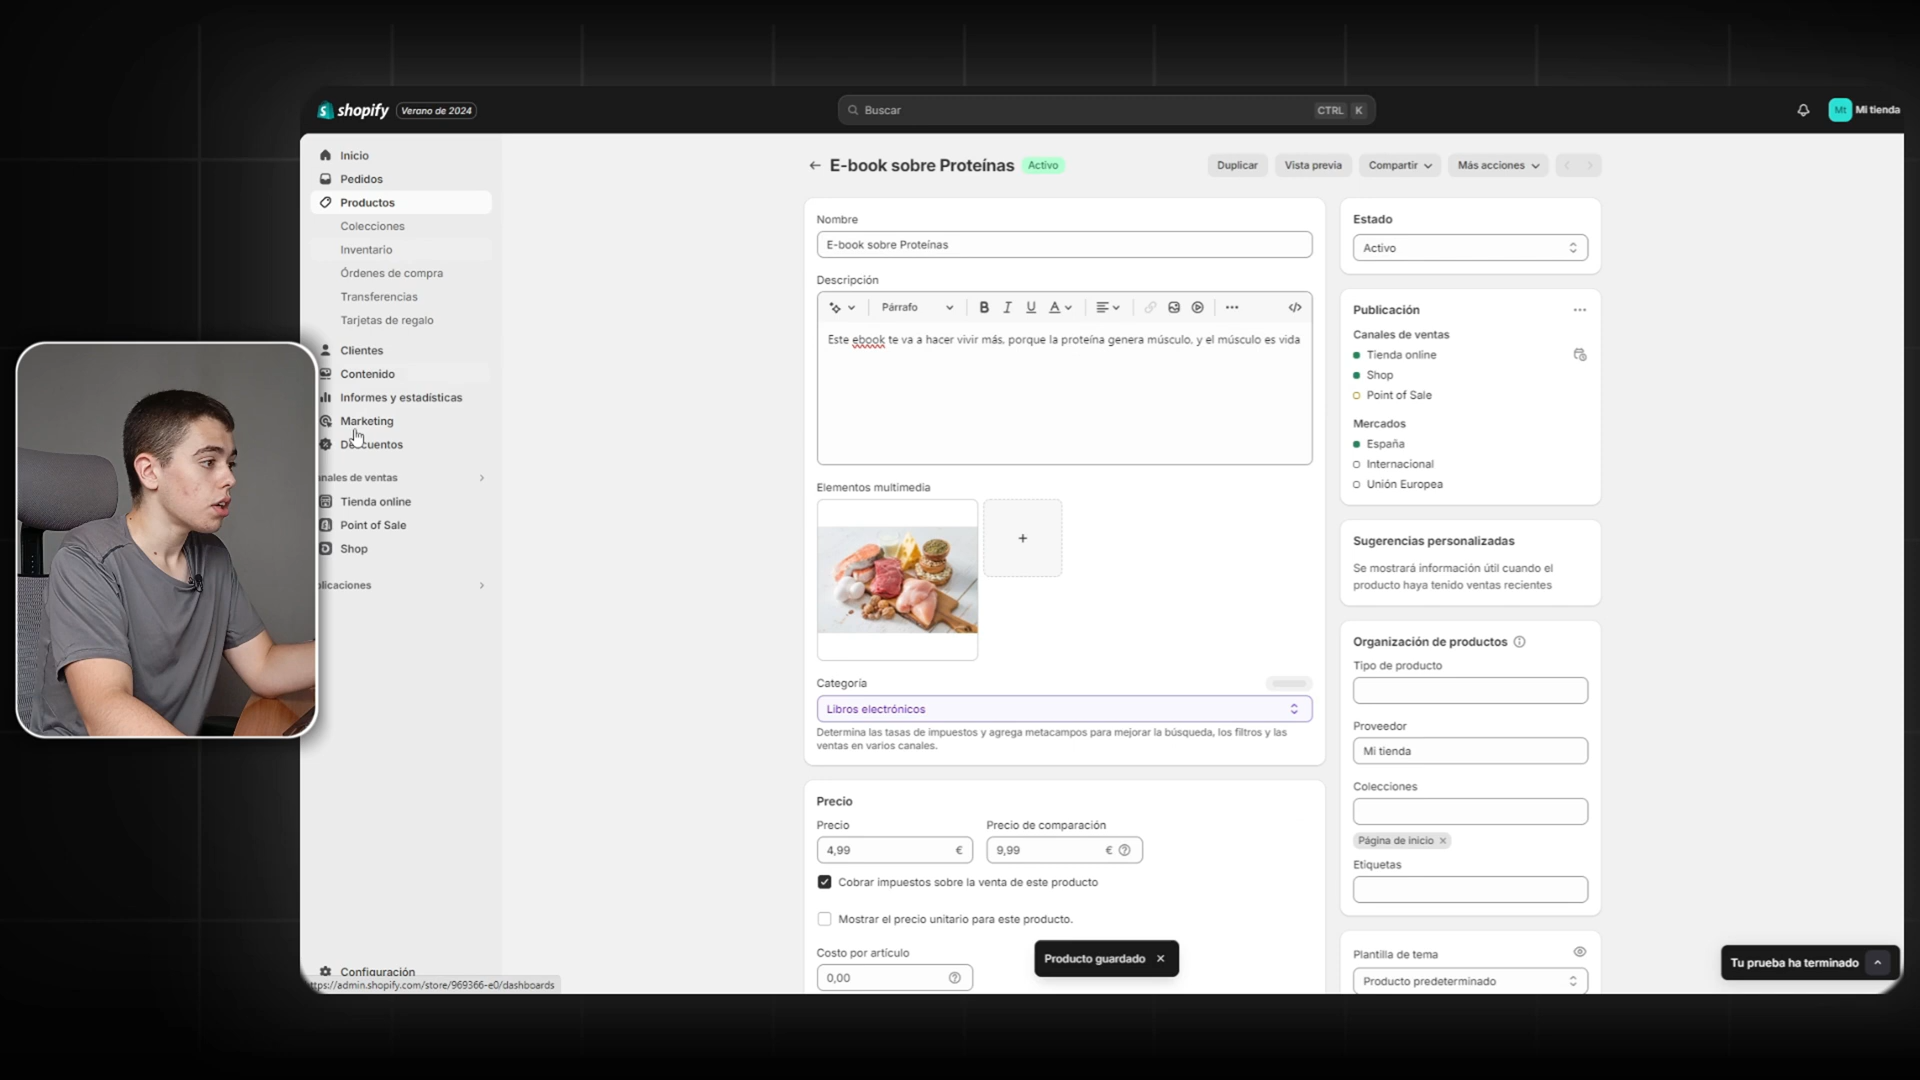 shopify
Verano de 2024
Buscar
CTRL K
Mt
Mi tienda
Inicio
Pedidos
Productos
Colecciones
Inventario
Órdenes de compra
Transferencias
Tarjetas de regalo
Clientes
Contenido
Informes y estadísticas
Marketing
De cuentos
nales de ventas
Tienda online
Point of Sale
Shop
licaciones
Configuración
ttps://admin.shopify.com/store/969366-e0/dashboards
E-book sobre Proteínas
Activo
Duplicar
Vista previa
Compartir
Más acciones
Nombre
E-book sobre Proteínas
Descripción
Párrafo
B I U A
Este ebook te va a hacer vivir más, porque la proteína genera músculo, y el músculo es vida
Elementos multimedia
Categoría
Libros electrónicos
Determina las tasas de impuestos y agrega metacampos para mejorar la búsqueda, los filtros y las
ventas en varios canales.
Precio
Precio
Precio de comparación
4,99 €
9,99 €
Cobrar impuestos sobre la venta de este producto
Mostrar el precio unitario para este producto.
Costo por artículo
0,00
Producto guardado
Estado
Activo
Publicación
Canales de ventas
Tienda online
Shop
Point of Sale
Mercados
España
Internacional
Unión Europea
Sugerencias personalizadas
Se mostrará información útil cuando el
producto haya tenido ventas recientes
Organización de productos
Tipo de producto
Proveedor
Mi tienda
Colecciones
Página de inicio
Etiquetas
Plantilla de tema
Producto predeterminado
Tu prueba ha terminado